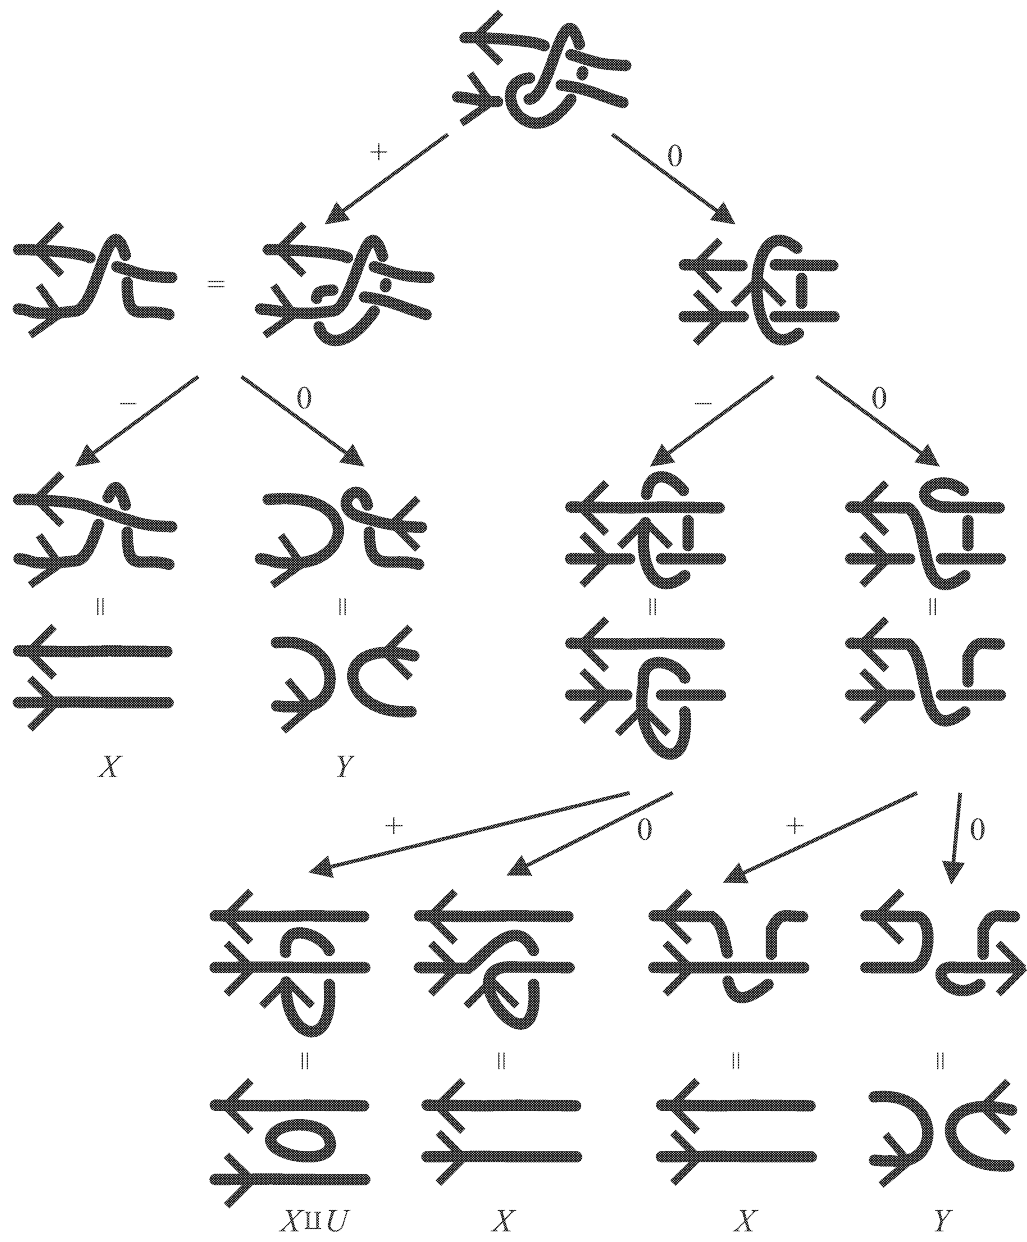 + 0
=
− 0 − 0
= = = =
X Y
+ 0 + 0
= = = =
X⨿U X X Y